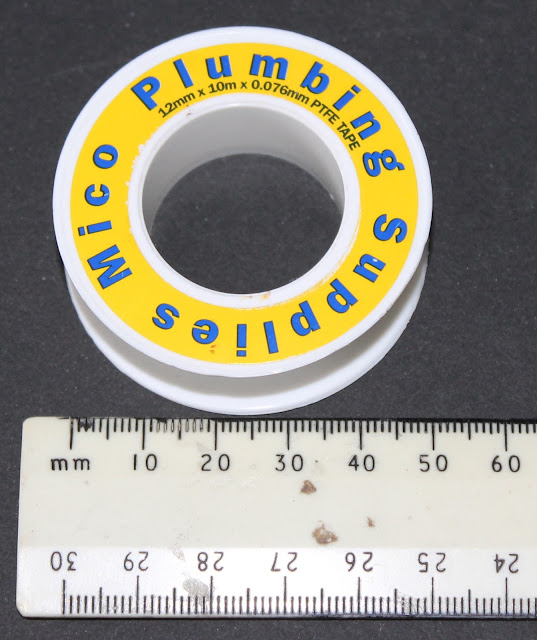 Mico Plumbing Supplies
12mm x 10m x 0.076mm PTFE TAPE
mm 10 20 30 40 50 60
30 29 28 27 26 25 24